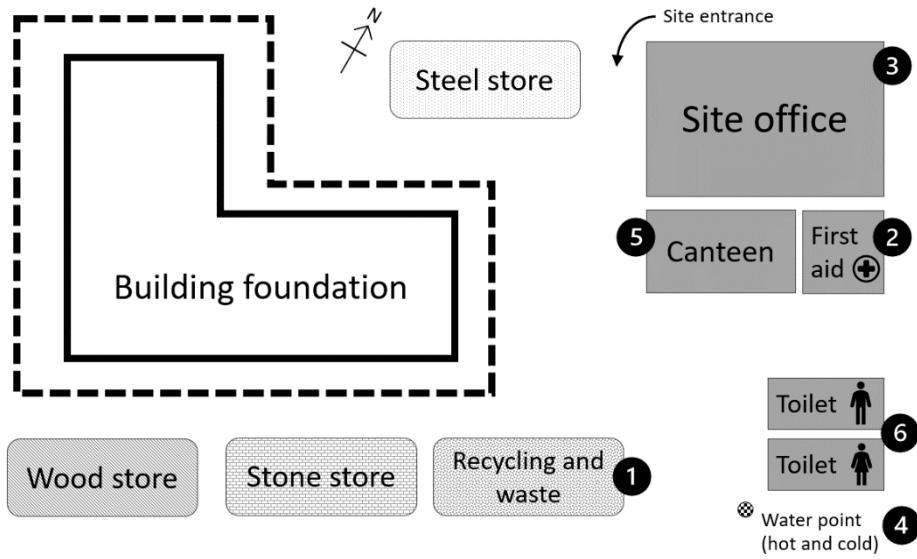 N
Site entrance
Steel store
3
Site office
5
Canteen
First
aid
2
Building foundation
Toilet
6
Toilet
Wood store
Stone store
Recycling and
waste
1
Water point
(hot and cold)
4